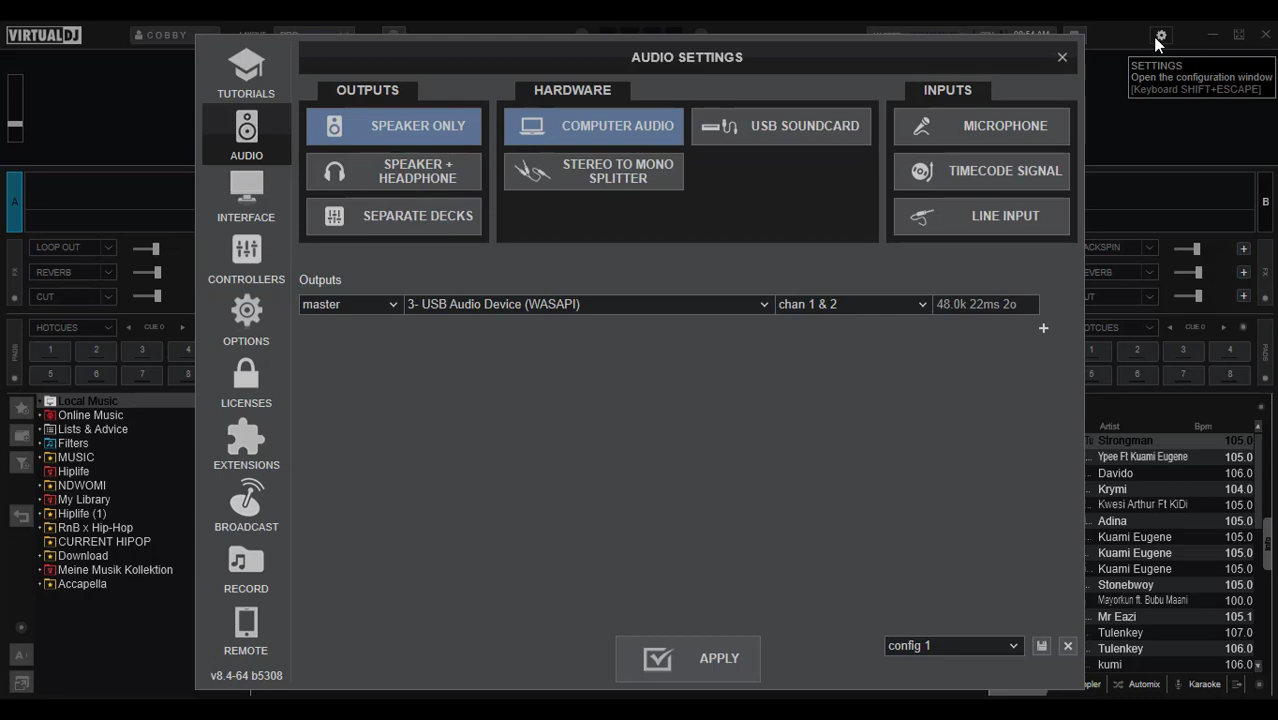 VIRTUALDJ
COBBY
SETTINGS
Open the configuration window
[Keyboard SHIFT+ESCAPE]
AUDIO SETTINGS
TUTORIALS
AUDIO
INTERFACE
CONTROLLERS
OPTIONS
LICENSES
EXTENSIONS
BROADCAST
RECORD
REMOTE
v8.4-64 b5308
OUTPUTS
SPEAKER ONLY
SPEAKER +
HEADPHONE
SEPARATE DECKS
HARDWARE
COMPUTER AUDIO
USB SOUNDCARD
STEREO TO MONO
SPLITTER
INPUTS
MICROPHONE
TIMECODE SIGNAL
LINE INPUT
Outputs
master 3- USB Audio Device (WASAPI) chan 1 & 2 48.0k 22ms 2o
+
APPLY
config 1
A
LOOP OUT
FX
REVERB
CUT
HOTCUES CUE 0
PADS
1 2 3 4
5 6 7 8
Local Music
Online Music
Lists & Advice
Filters
MUSIC
Hiplife
NDWOMI
My Library
Hiplife (1)
RnB x Hip-Hop
CURRENT HIPOP
Download
Meine Musik Kollektion
Accapella
B
ACKSPIN +
EVERB +
FX
UT +
HOTCUES CUE 0
PADS
1 2 3 4
5 6 7 8
Artist Bpm
Strongman 105.0
Ypee Ft Kuami Eugene 105.0
Davido 106.0
Krymi 104.0
Kwesi Arthur Ft KiDi 105.0
Adina 105.0
Kuami Eugene 105.0
Kuami Eugene 105.0
Kuami Eugene 105.0
Stonebwoy 105.0
Mayorkun ft. Bubu Maani 100.0
Mr Eazi 105.1
Tulenkey 107.0
Tulenkey 106.0
kumi 106.0
Info
pler Automix Karaoke